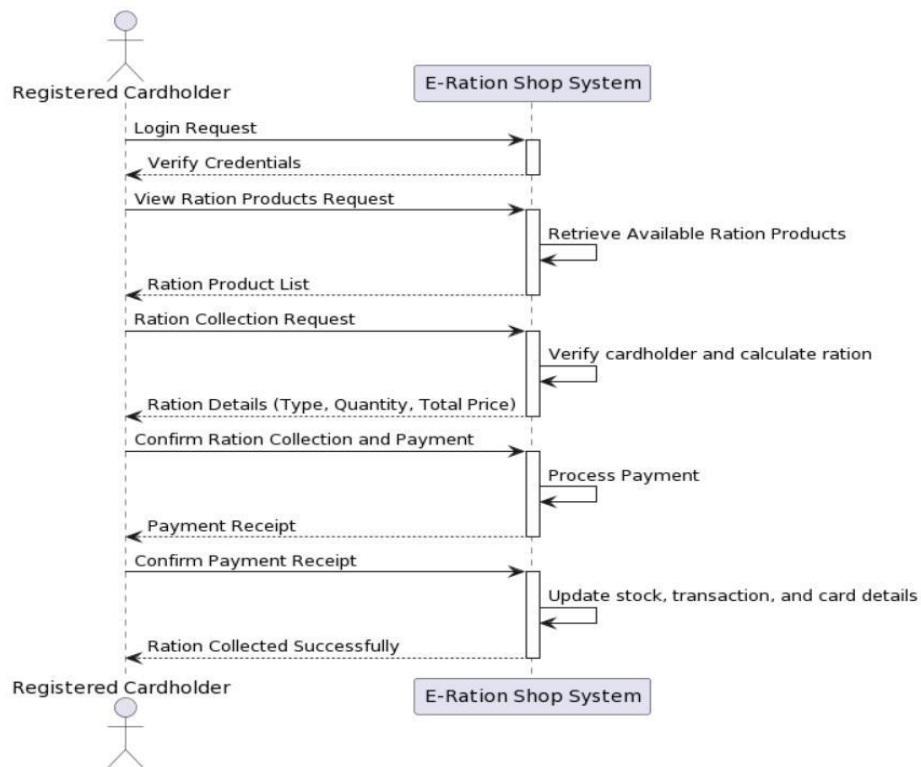 Registered Cardholder
E-Ration Shop System
Login Request
Verify Credentials
View Ration Products Request
Retrieve Available Ration Products
Ration Product List
Ration Collection Request
Verify cardholder and calculate ration
Ration Details (Type, Quantity, Total Price)
Confirm Ration Collection and Payment
Process Payment
Payment Receipt
Confirm Payment Receipt
Update stock, transaction, and card details
Ration Collected Successfully
Registered Cardholder
E-Ration Shop System